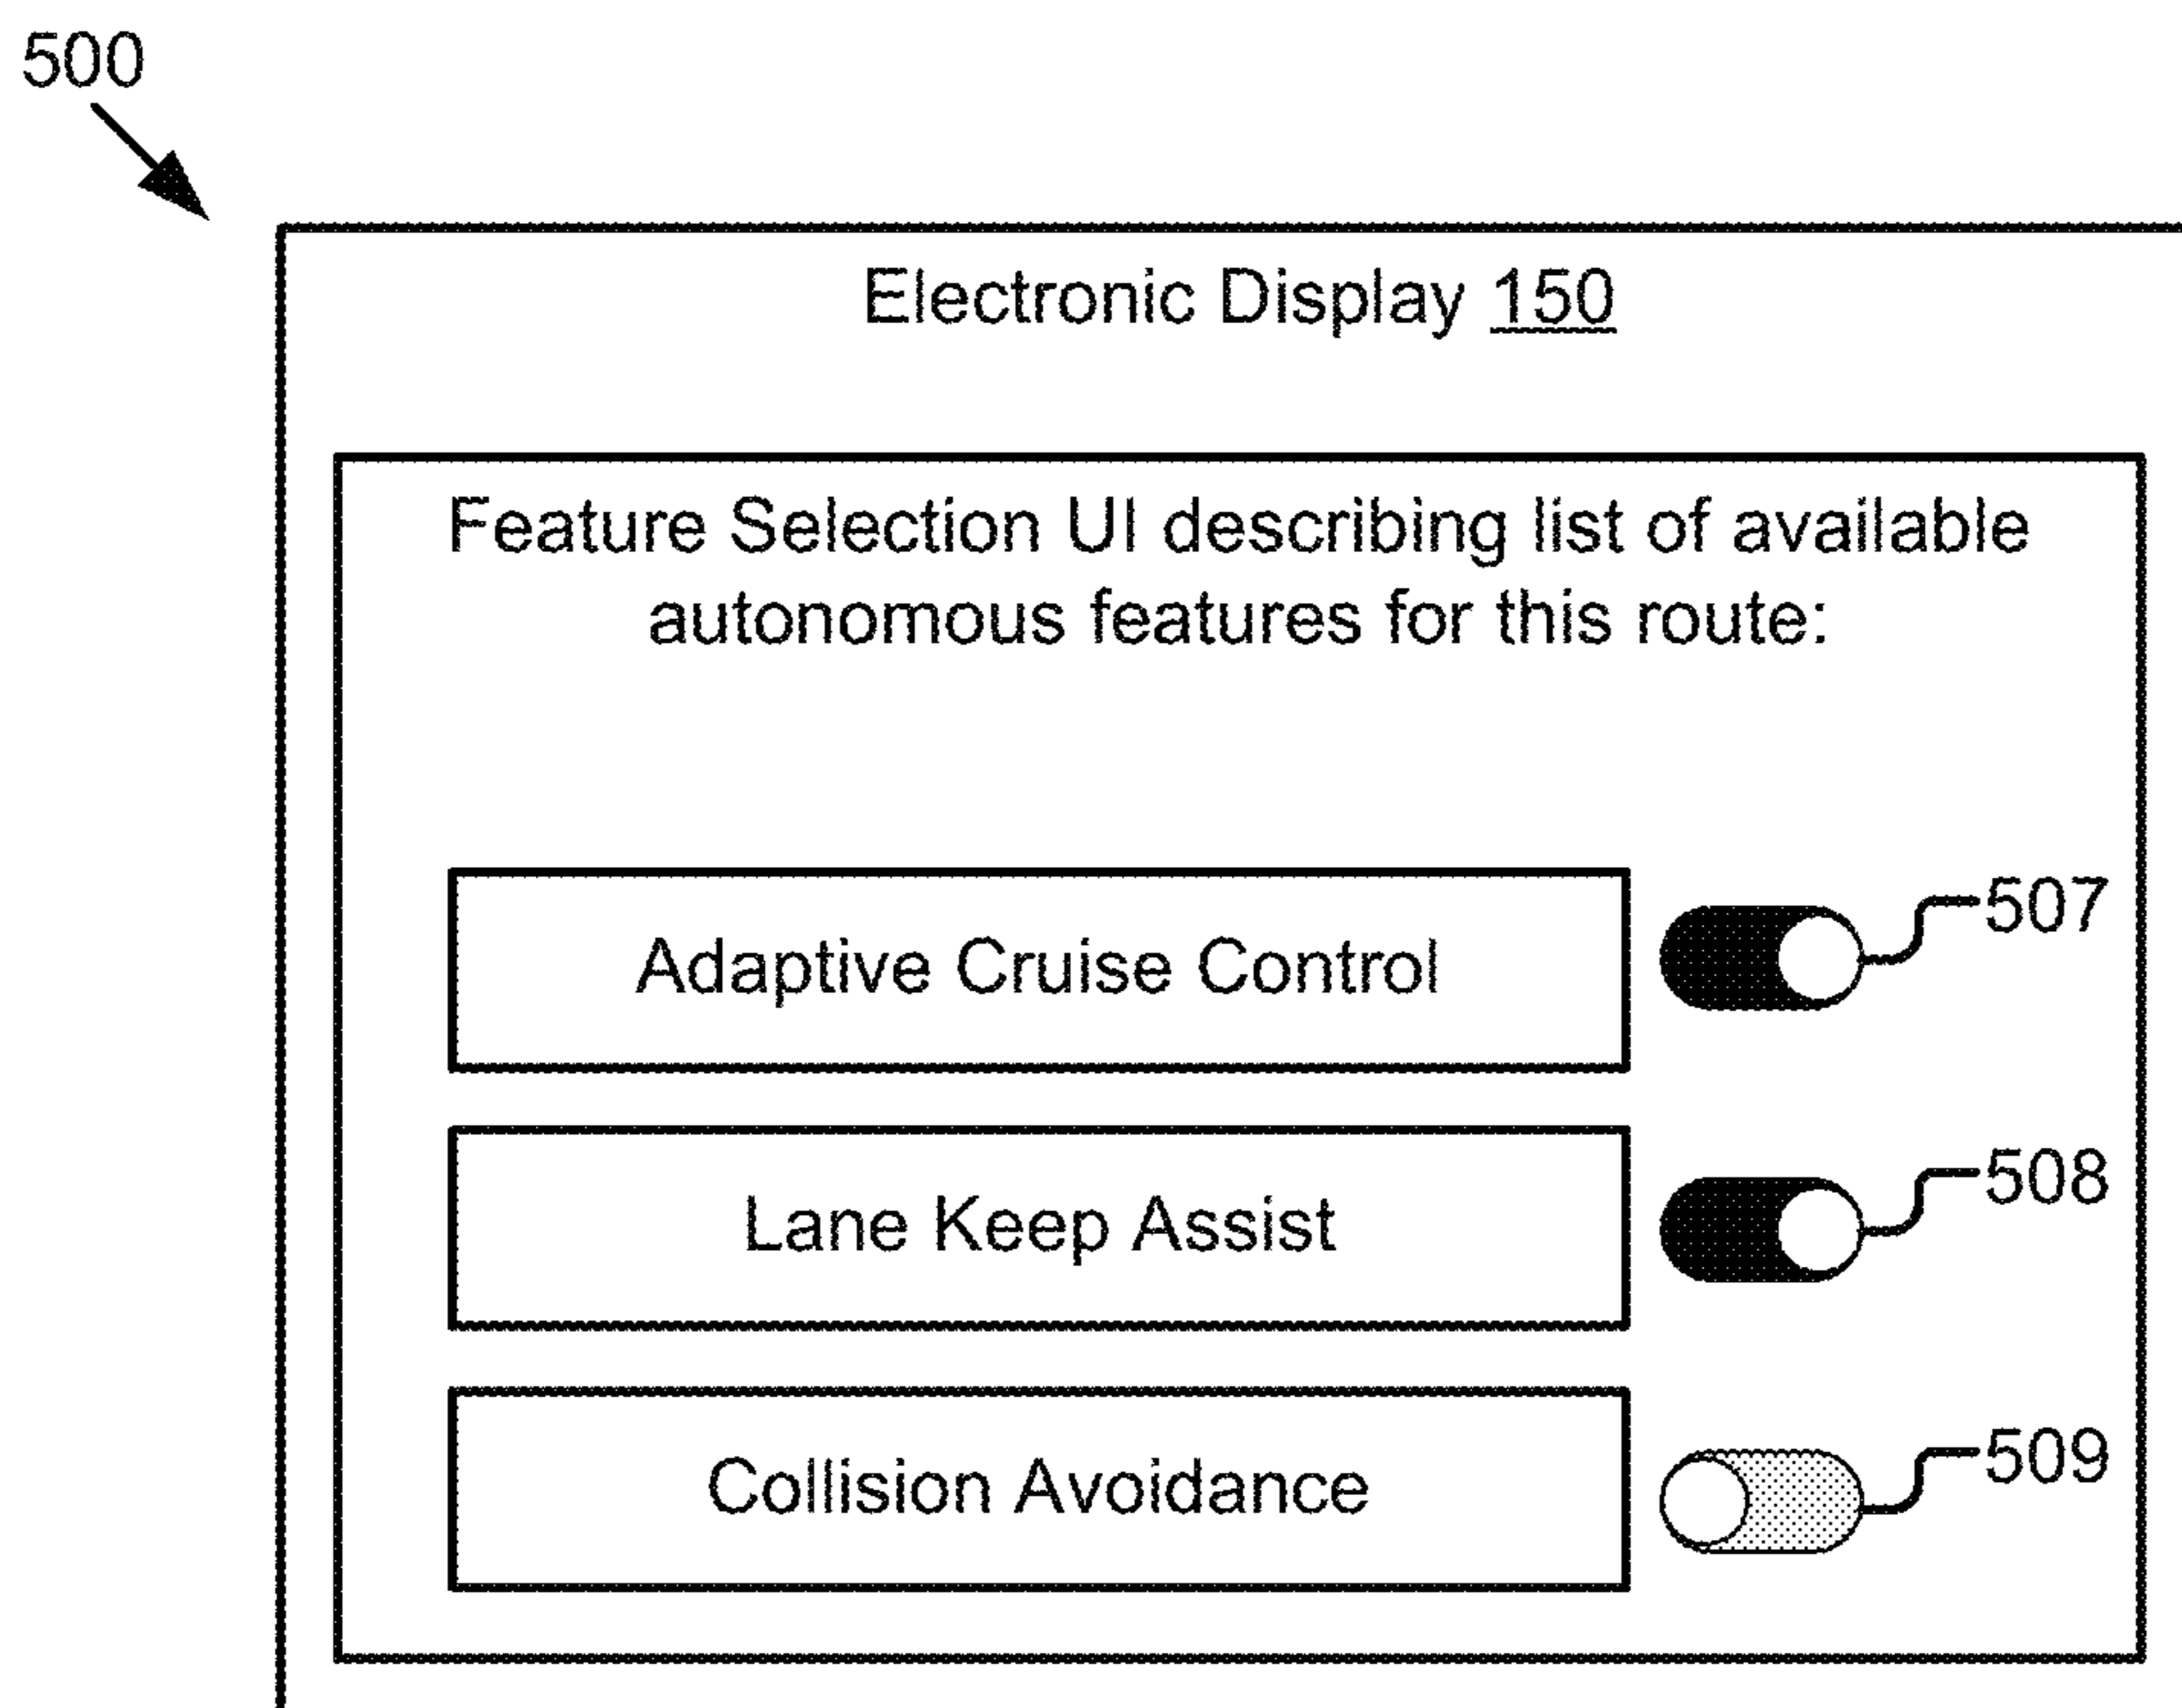 500
Electronic Display 150
Feature Selection UI describing list of available
autonomous features for this route:
Adaptive Cruise Control
507
Lane Keep Assist
508
Collision Avoidance
509